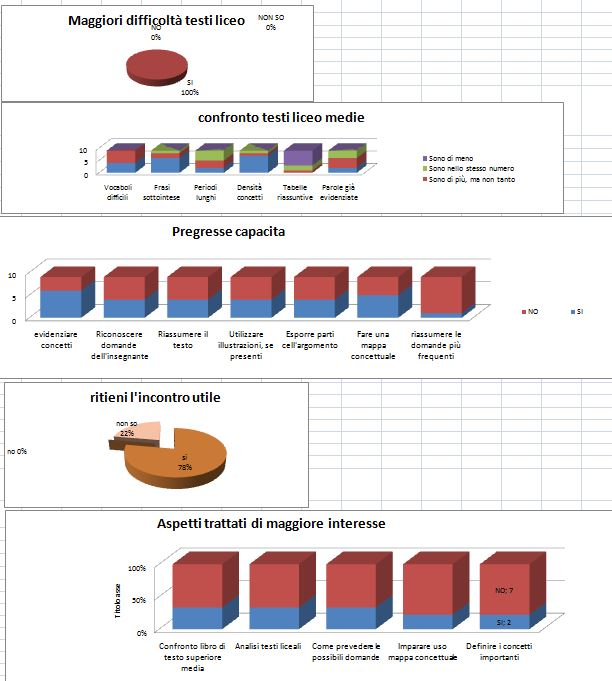 Maggiori difficoltà testi liceo
NON SO
0%
NO
0%
SI
100%
confronto testi liceo medie
10
5
0
Vocaboli
difficili
Frasi
sottointese
Periodi
lunghi
Densità
concetti
Tabelle
riassuntive
Parole già
evidenziate
Sono di meno
Sono nello stesso numero
Sono di più, ma non tanto
Pregresse capacita
10
5
0
evidenziare
concetti
Riconoscere
domande
dell'insegnante
Riassumere il
testo
Utilizzare
illustrazioni, se
presenti
Esporre parti
cell'argomento
Fare una
mappa
concettuale
riassumere le
domande più
frequenti
NO
SI
ritieni l'incontro utile
non so
22%
no 0%
si
78%
Aspetti trattati di maggiore interesse
Titolo asse
100%
50%
0%
NO; 7
SI; 2
Confronto libro di
testo superiore
media
Analisi testi liceali
Come prevedere le
possibili domande
Imparare uso
mappa concettuale
Definire i concetti
importanti